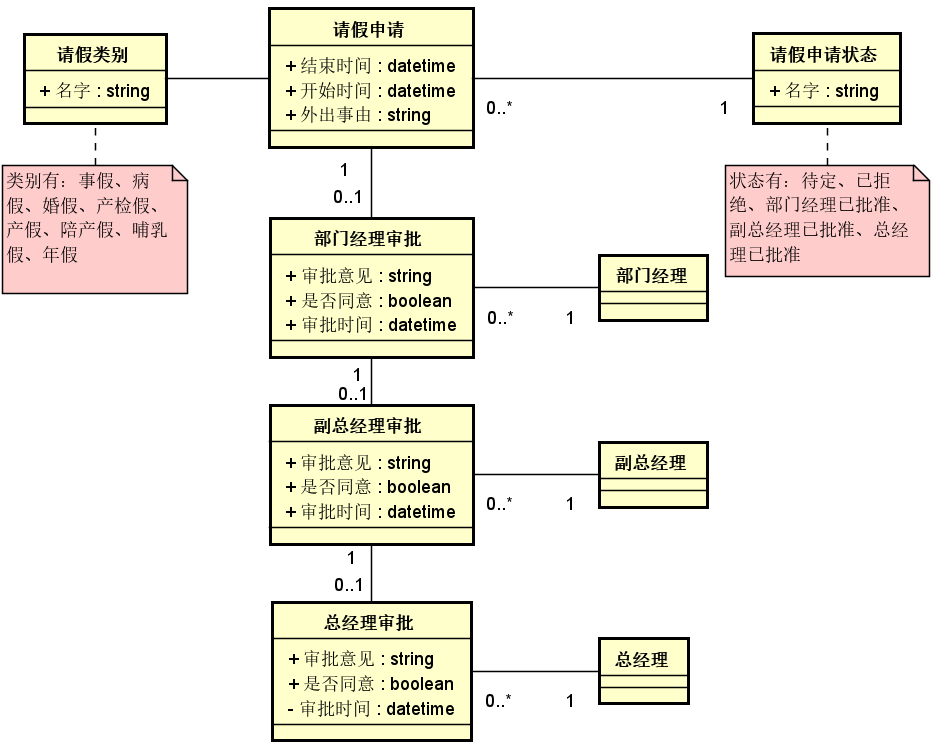 请假类别
+ 名字 : string
类别有：事假、病
假、婚假、产检假、
产假、陪产假、哺乳
假、年假
请假申请
+ 结束时间 : datetime
+ 开始时间 : datetime
+ 外出事由 : string
0..*
1
请假申请状态
+ 名字 : string
状态有：待定、已拒
绝、部门经理已批准、
副总经理已批准、总经
理已批准
1
0..1
部门经理审批
+ 审批意见 : string
+ 是否同意 : boolean
+ 审批时间 : datetime
0..*
1
部门经理
1
0..1
副总经理审批
+ 审批意见 : string
+ 是否同意 : boolean
+ 审批时间 : datetime
0..*
1
副总经理
1
0..1
总经理审批
+ 审批意见 : string
+ 是否同意 : boolean
- 审批时间 : datetime
0..*
1
总经理